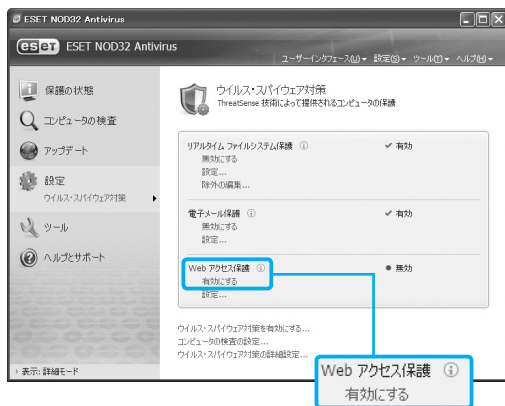 ESET NOD32 Antivirus
eset ESET NOD32 Antivirus
ユーザーインタフェース(U) 設定(S) ツール(T) ヘルプ(H)
保護の状態
コンピュータの検査
アップデート
設定
ウイルス・スパイウェア対策
ツール
ヘルプとサポート
表示: 詳細モード
ウイルス・スパイウェア対策
ThreatSense 技術によって提供されるコンピュータの保護
リアルタイム ファイルシステム保護 有効
無効にする
設定...
除外の編集...
電子メール保護 有効
無効にする
設定...
Web アクセス保護 無効
有効にする
設定...
ウイルス・スパイウェア対策を有効にする...
コンピュータの検査の設定...
ウイルス・スパイウェア対策の詳細設定...
Web アクセス保護
有効にする